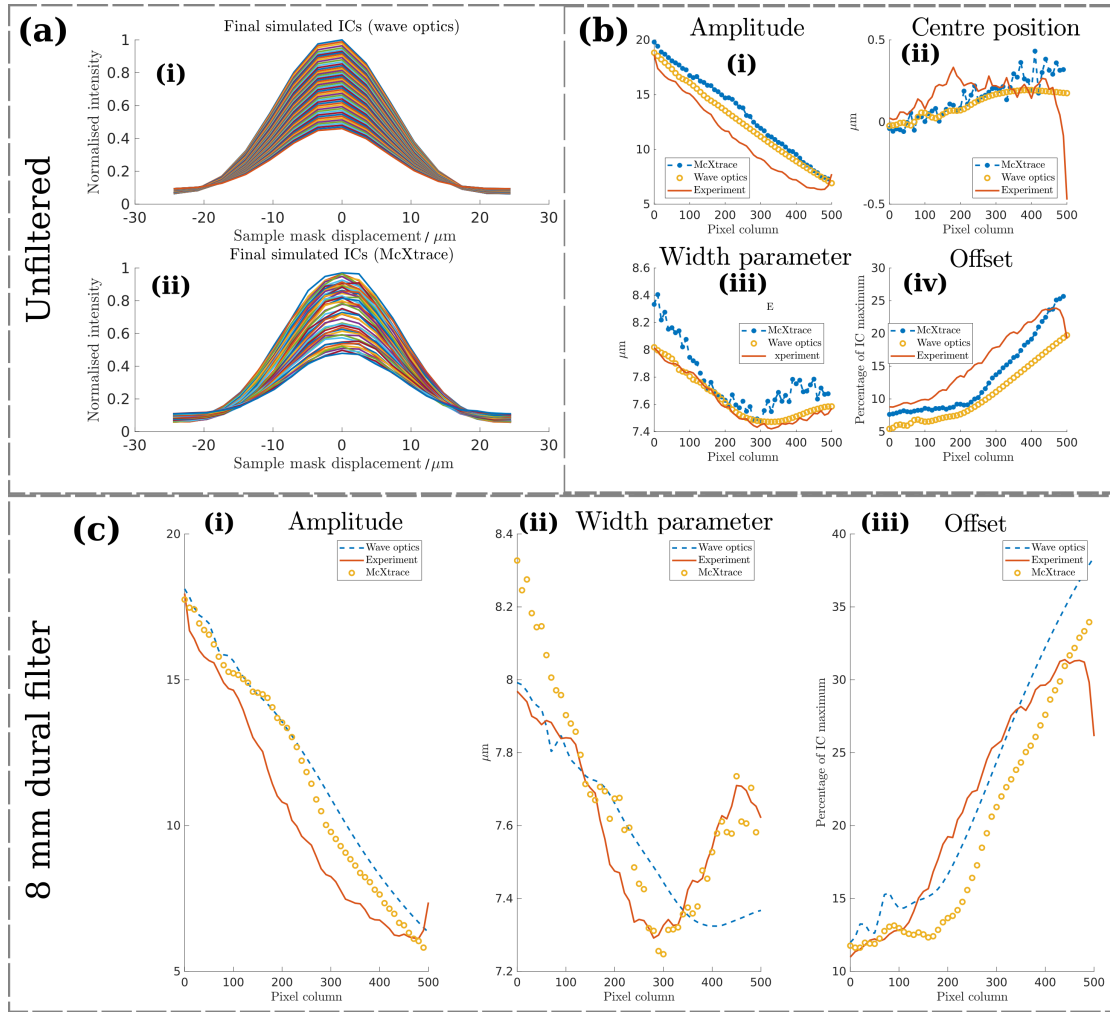 Unfiltered
(a)
Final simulated ICs (wave optics)
(i)
Normalised intensity
1
0.8
0.6
0.4
0.2
0
-30 -20 -10 0 10 20 30
Sample mask displacement / μm
Final simulated ICs (McXtrace)
(ii)
Normalised intensity
1
0.8
0.6
0.4
0.2
0
-30 -20 -10 0 10 20 30
Sample mask displacement / μm
(b)
Amplitude
(i)
μm
20
15
10
5
McXtrace
Wave optics
Experiment
0 100 200 300 400 500
Pixel column
Centre position
(ii)
μm
0.5
0
-0.5
McXtrace
Wave optics
Experiment
0 100 200 300 400 500
Pixel column
Width parameter
(iii)
E
μm
8.6
8.4
8.2
8
7.8
7.6
7.4
McXtrace
Wave optics
xperiment
0 100 200 300 400 500
Pixel column
Offset
(iv)
Percentage of IC maximum
30
25
20
15
10
5
McXtrace
Wave optics
Experiment
0 100 200 300 400 500
Pixel column
8 mm dural filter
(c)
(i)
Amplitude
μm
20
15
10
5
Wave optics
Experiment
McXtrace
0 100 200 300 400 500
Pixel column
(ii)
Width parameter
μm
8.4
8.2
8
7.8
7.6
7.4
7.2
Wave optics
Experiment
McXtrace
0 100 200 300 400 500
Pixel column
(iii)
Offset
Percentage of IC maximum
40
35
30
25
20
15
10
Wave optics
Experiment
McXtrace
0 100 200 300 400 500
Pixel column